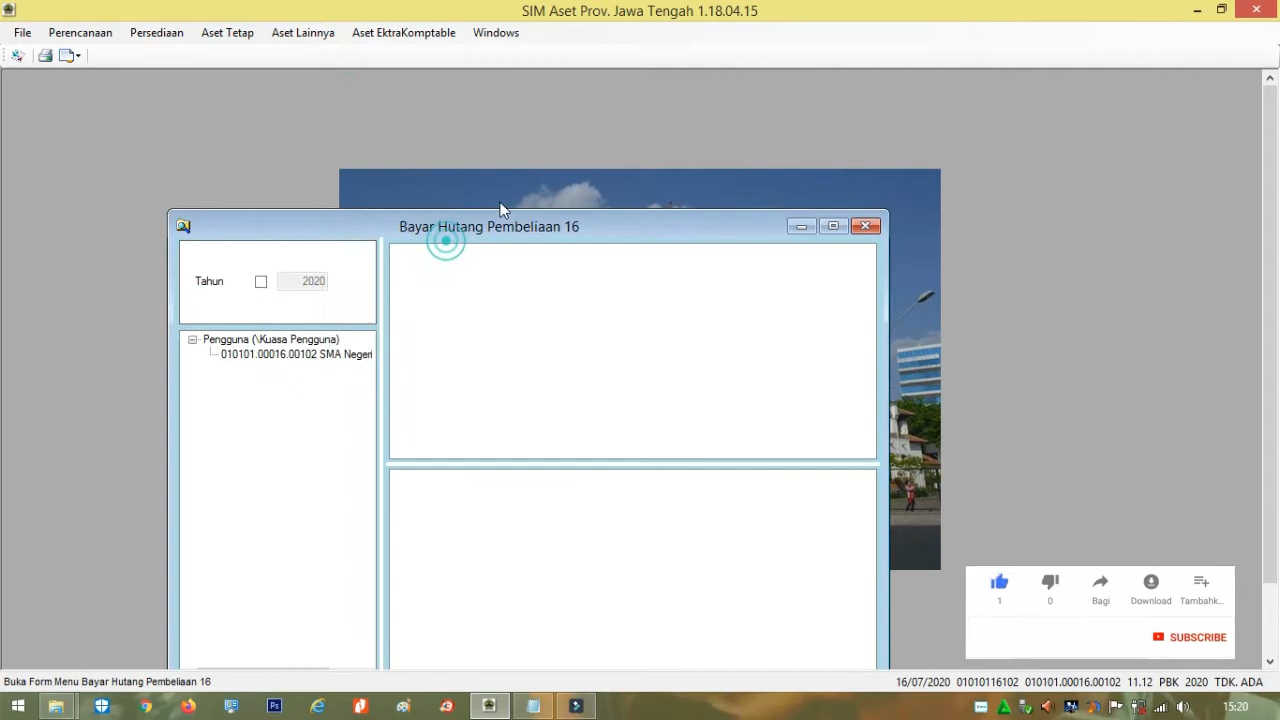 SIM Aset Prov. Jawa Tengah 1.18.04.15
File Perencanaan Persediaan Aset Tetap Aset Lainnya Aset EktraKomptable Windows
Bayar Hutang Pembeliaan 16
Tahun 2020
Pengguna (\Kuasa Pengguna)
010101.00016.00102 SMA Negeri
1 0 Bagi Download Tambahk...
SUBSCRIBE
Buka Form Menu Bayar Hutang Pembeliaan 16 16/07/2020 01010116102 010101.00016.00102 11.12 PBK 2020 TDK. ADA
Ps 15:20